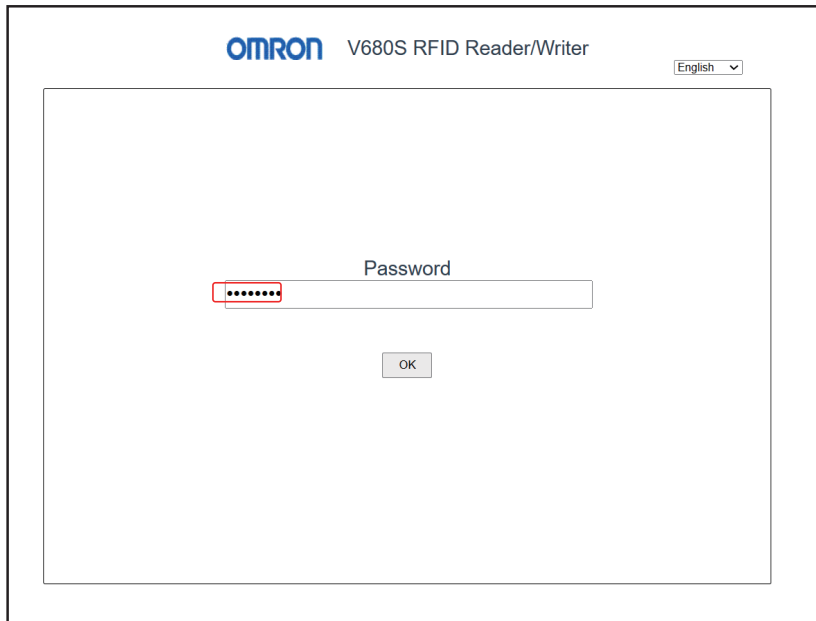 OMRON V680S RFID Reader/Writer
English
Password
••••••••
OK